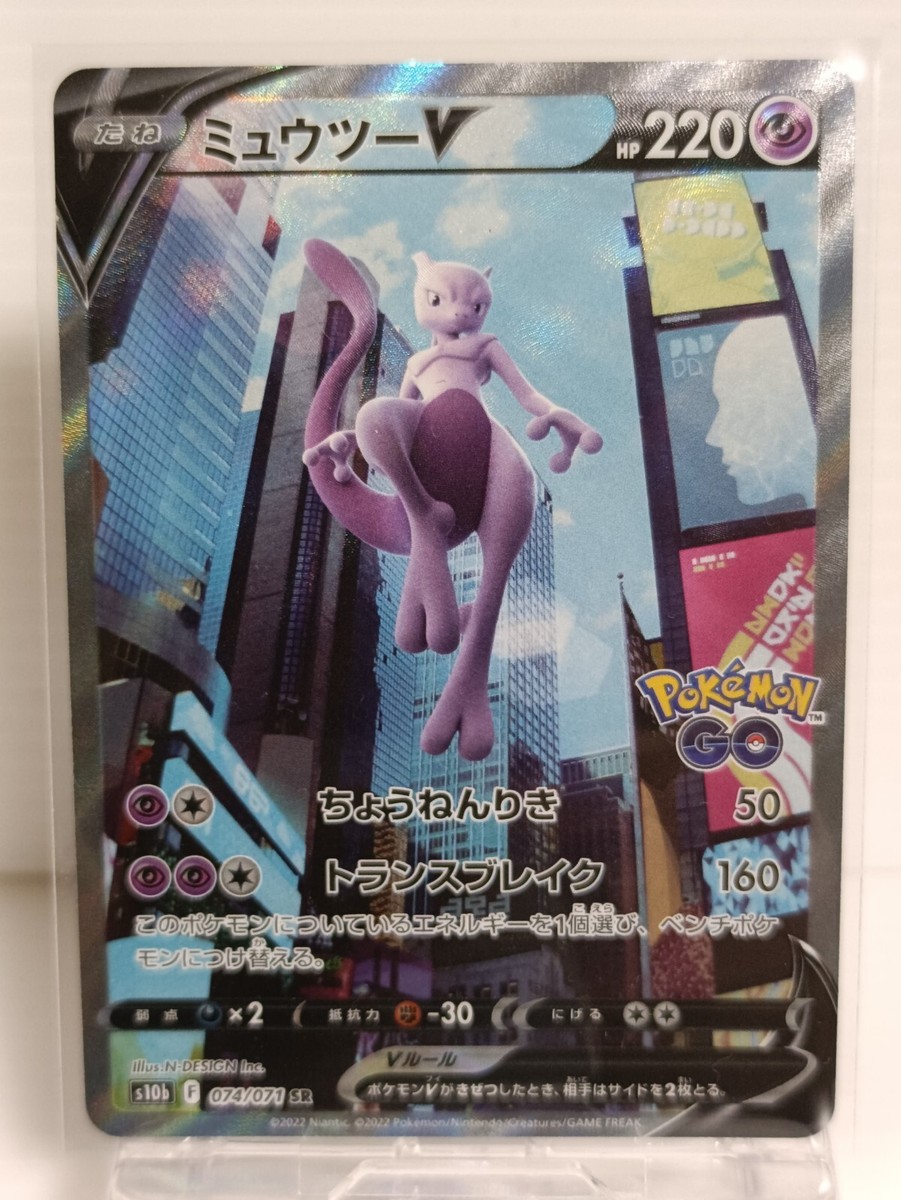 たね ミュウツーV HP 220
POKéMON™
GO
ちょうねんりき 50
トランスブレイク 160
このポケモンについているエネルギーを1個選び、ベンチポケ
モンにつけ替える。
弱点 ×2 抵抗力 -30 にげる
Illus.N-DESIGN Inc.
Vルール
ポケモンVがきぜつしたとき、相手はサイドを2枚とる。
s10b F 074/071 SR
©2022 Niantic. ©2022 Pokémon/Nintendo/Creatures/GAME FREAK.